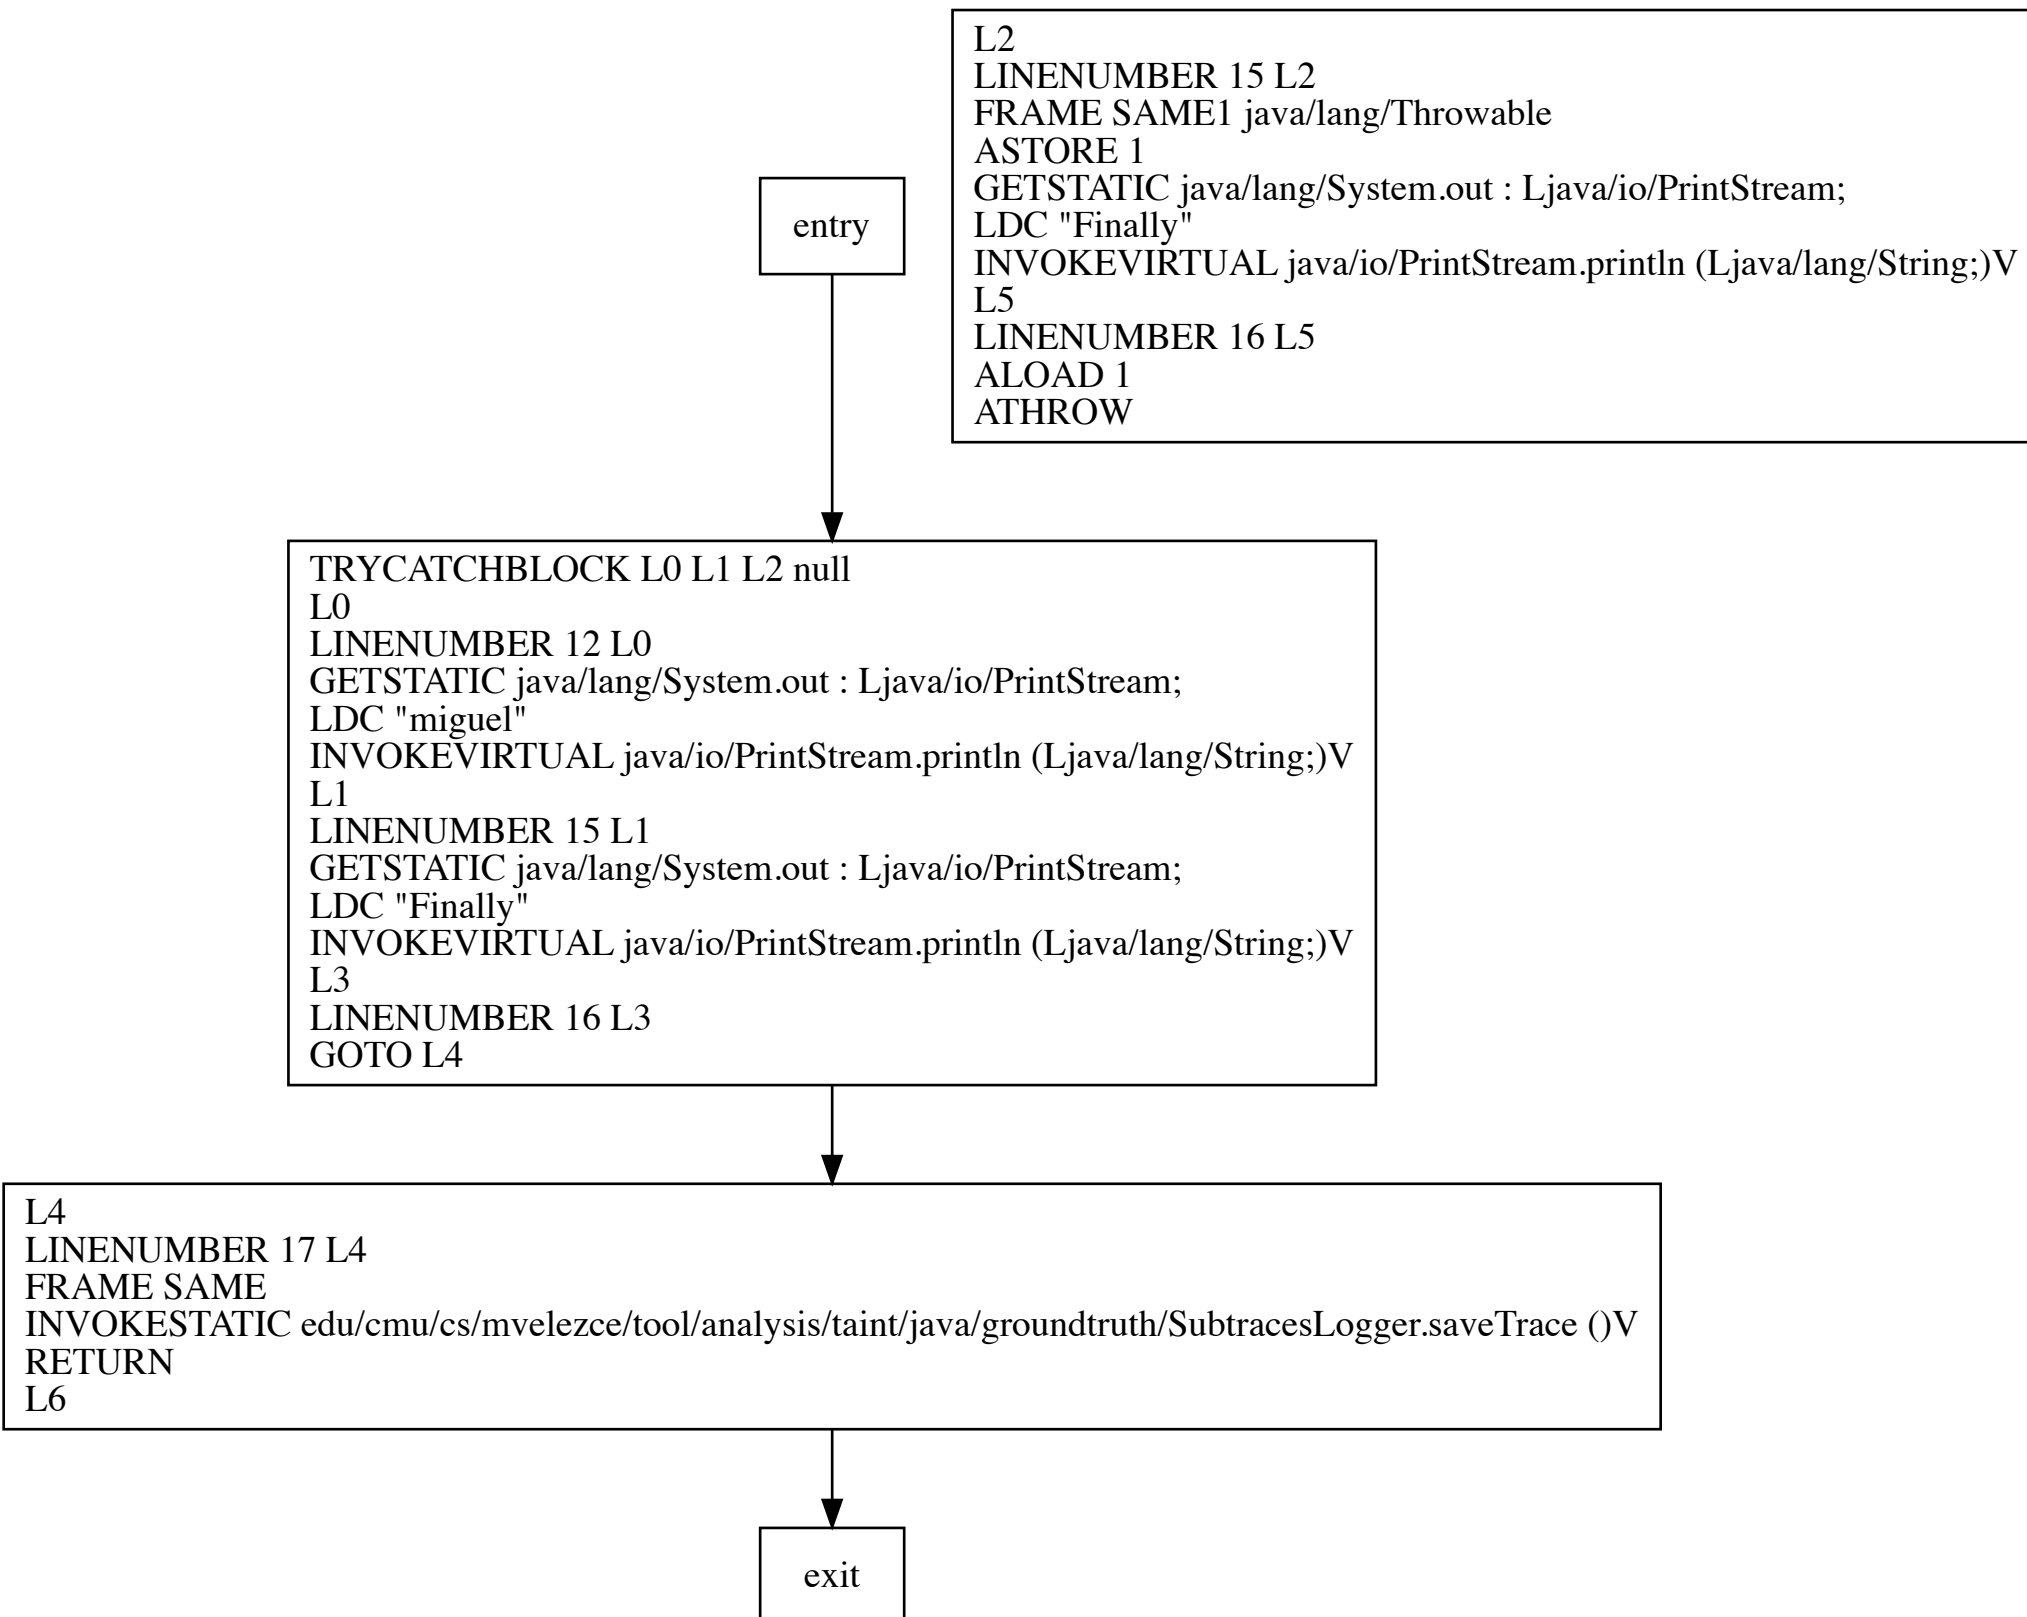 L2
LINENUMBER 15 L2
FRAME SAME1 java/lang/Throwable
ASTORE 1
GETSTATIC java/lang/System.out : Ljava/io/PrintStream;
LDC "Finally"
INVOKEVIRTUAL java/io/PrintStream.println (Ljava/lang/String;)V
L5
LINENUMBER 16 L5
ALOAD 1
ATHROW
entry
TRYCATCHBLOCK L0 L1 L2 null
L0
LINENUMBER 12 L0
GETSTATIC java/lang/System.out : Ljava/io/PrintStream;
LDC "miguel"
INVOKEVIRTUAL java/io/PrintStream.println (Ljava/lang/String;)V
L1
LINENUMBER 15 L1
GETSTATIC java/lang/System.out : Ljava/io/PrintStream;
LDC "Finally"
INVOKEVIRTUAL java/io/PrintStream.println (Ljava/lang/String;)V
L3
LINENUMBER 16 L3
GOTO L4
L4
LINENUMBER 17 L4
FRAME SAME
INVOKESTATIC edu/cmu/cs/mvelezce/tool/analysis/taint/java/groundtruth/SubtracesLogger.saveTrace ()V
RETURN
L6
exit